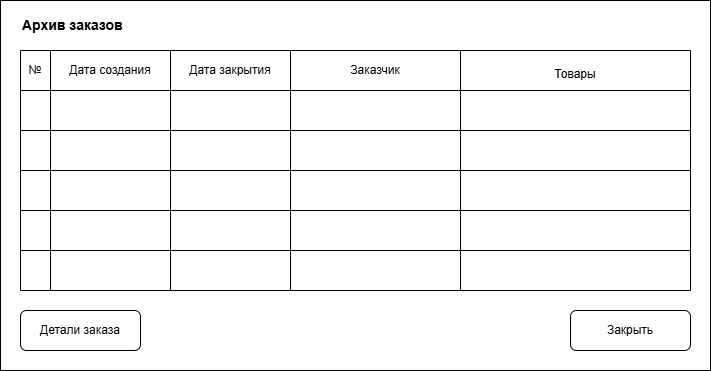 Архив заказов
№ Дата создания Дата закрытия Заказчик Товары
Детали заказа Закрыть